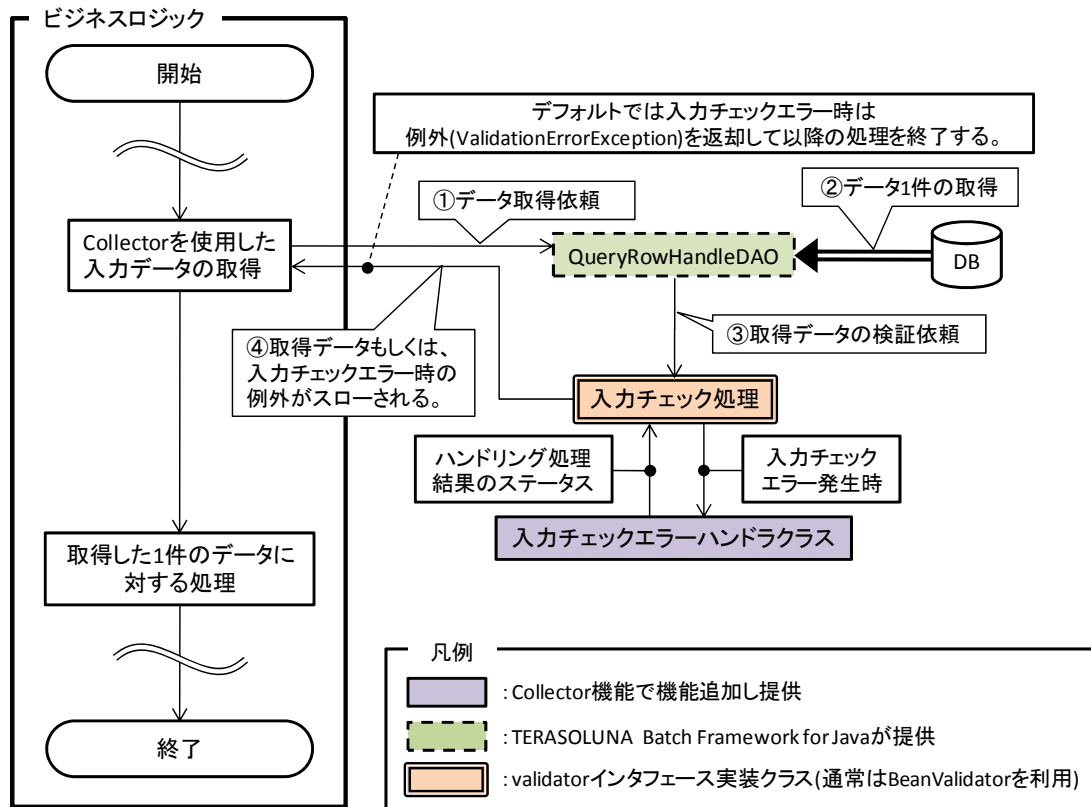 ビジネスロジック
開始
デフォルトでは入力チェックエラー時は
例外(ValidationErrorException)を返却して以降の処理を終了する。
①データ取得依頼
②データ1件の取得
Collectorを使用した
入力データの取得
QueryRowHandleDAO
DB
③取得データの検証依頼
④取得データもしくは、
入力チェックエラー時の
例外がスローされる。
入力チェック処理
ハンドリング処理
結果のステータス
入力チェック
エラー発生時
入力チェックエラーハンドラクラス
取得した1件のデータに
対する処理
終了
凡例
：Collector機能で機能追加し提供
：TERASOLUNA Batch Framework for Javaが提供
：validatorインタフェース実装クラス(通常はBeanValidatorを利用)